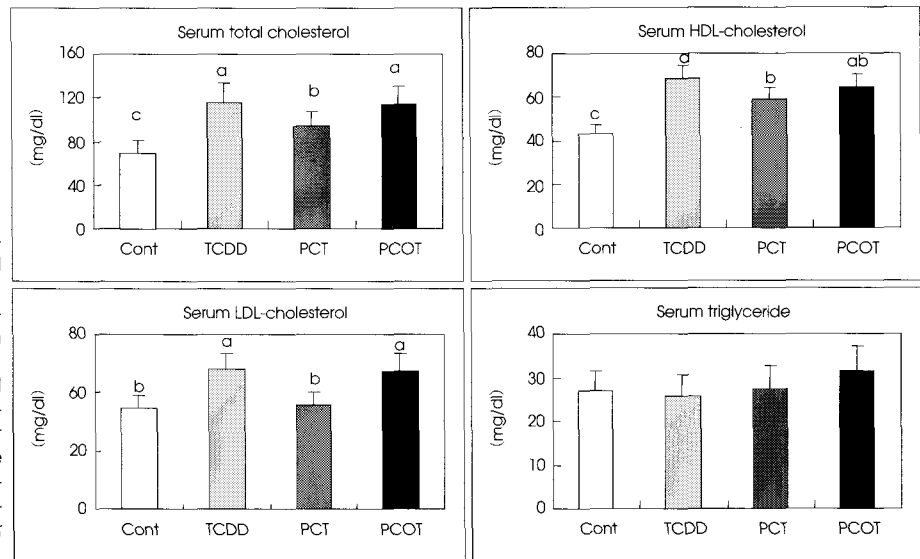 Serum total cholesterol
160
120
80
40
0
(mg/dl)
c
a
b
a
Cont TCDD PCT PCOT
Serum HDL-cholesterol
80
60
40
20
0
(mg/dl)
c
a
b
ab
Cont TCDD PCT PCOT
Serum LDL-cholesterol
80
60
20
0
(mg/dl)
b
a
b
a
Cont TCDD PCT PCOT
Serum triglyceride
40
30
20
10
0
(mg/dl)
Cont TCDD PCT PCOT